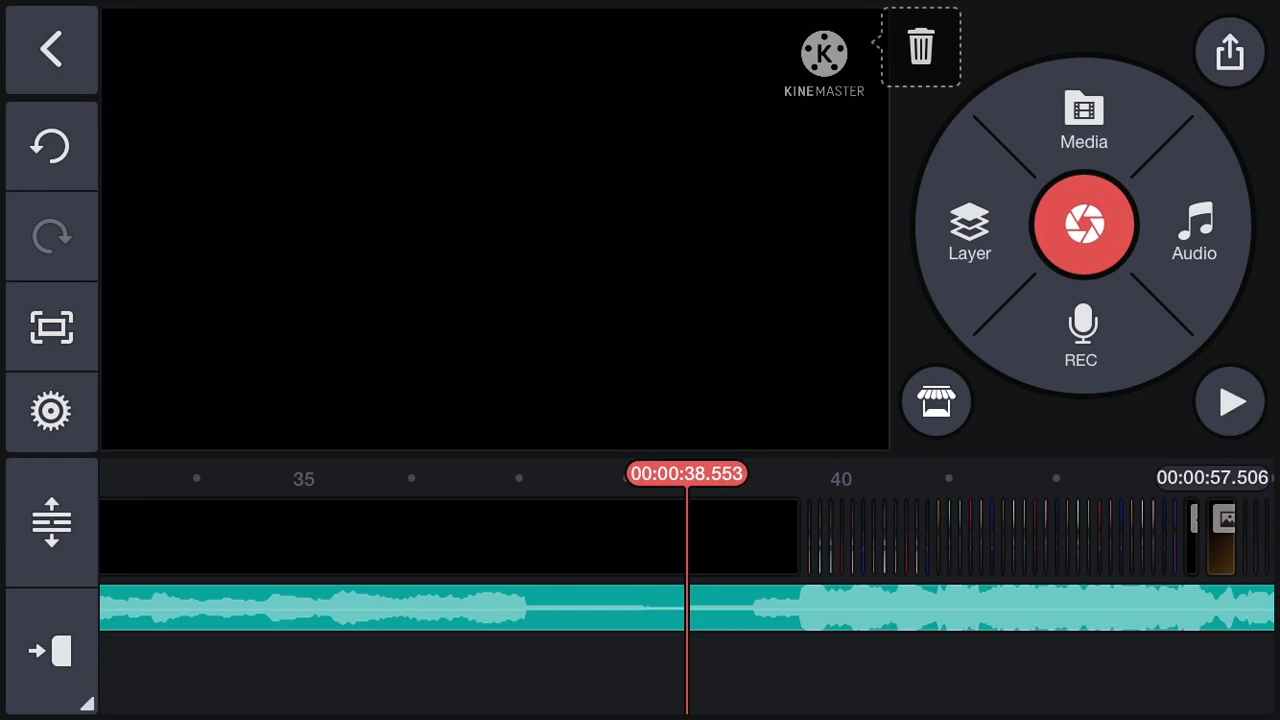 KINEMASTER
Media
Layer
Audio
REC
35
00:00:38.553
40
00:00:57.506